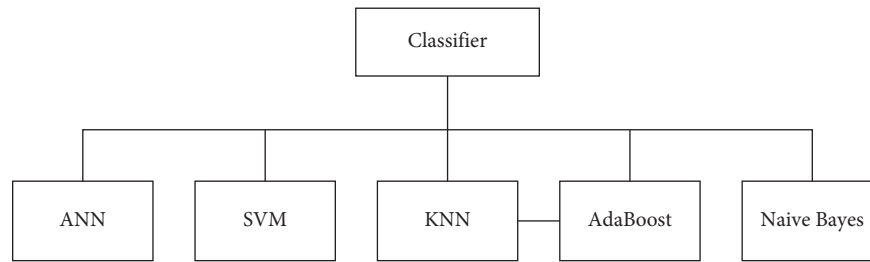 Classifier
ANN
SVM
KNN
AdaBoost
Naive Bayes